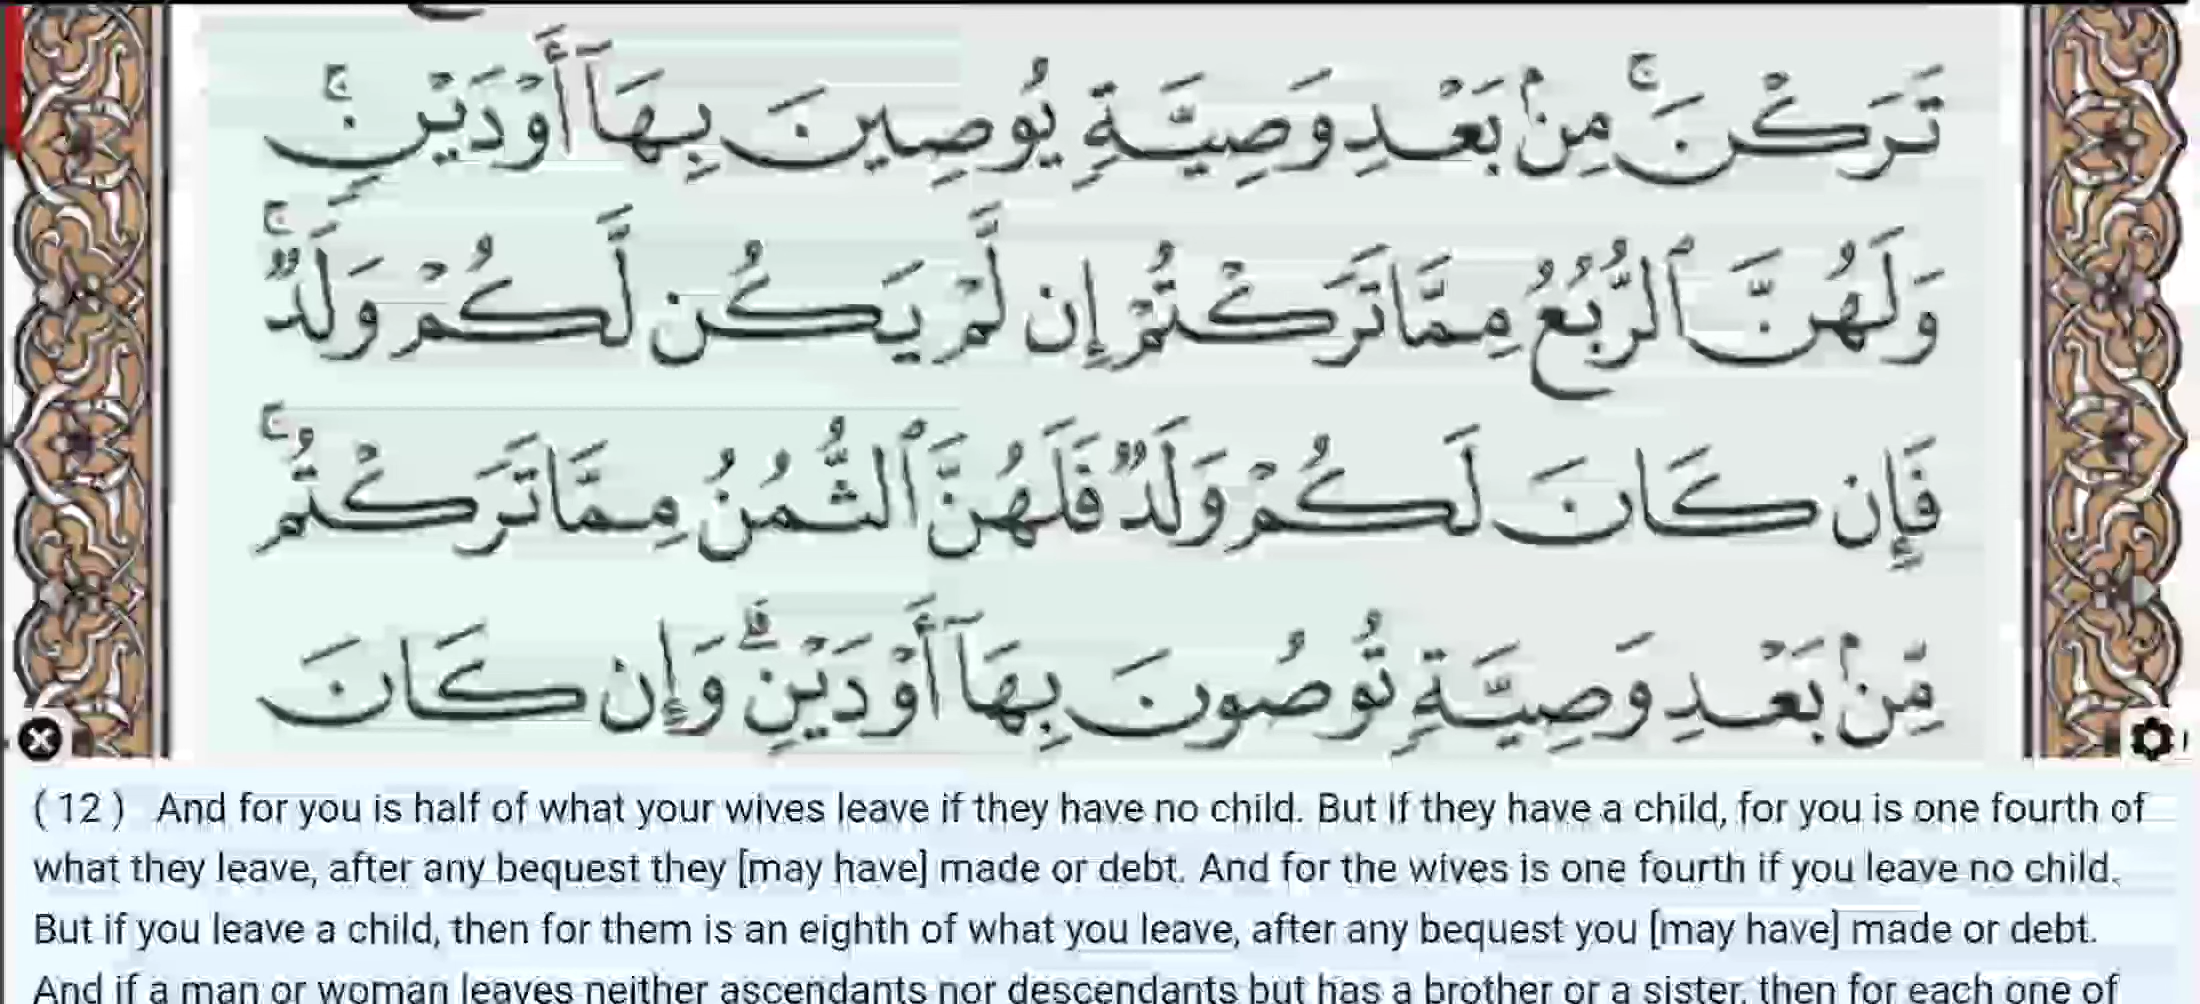 تَرَكْنَ ۚ مِنۢ بَعْدِ وَصِيَّةٍ يُوصِينَ بِهَآ أَوْ دَيْنٍ ۚ
وَلَهُنَّ ٱلرُّبُعُ مِمَّا تَرَكْتُمْ إِن لَّمْ يَكُن لَّكُمْ وَلَدٌ ۚ
فَإِن كَانَ لَكُمْ وَلَدٌ فَلَهُنَّ ٱلثُّمُنُ مِمَّا تَرَكْتُم ۚ
مِّنۢ بَعْدِ وَصِيَّةٍ تُوصُونَ بِهَآ أَوْ دَيْنٍ ۗ وَإِن كَانَ
(12) And for you is half of what your wives leave if they have no child. But if they have a child, for you is one fourth of
what they leave, after any bequest they [may have] made or debt. And for the wives is one fourth if you leave no child.
But if you leave a child, then for them is an eighth of what you leave, after any bequest you [may have] made or debt.
And if a man or woman leaves neither ascendants nor descendants but has a brother or a sister, then for each one of